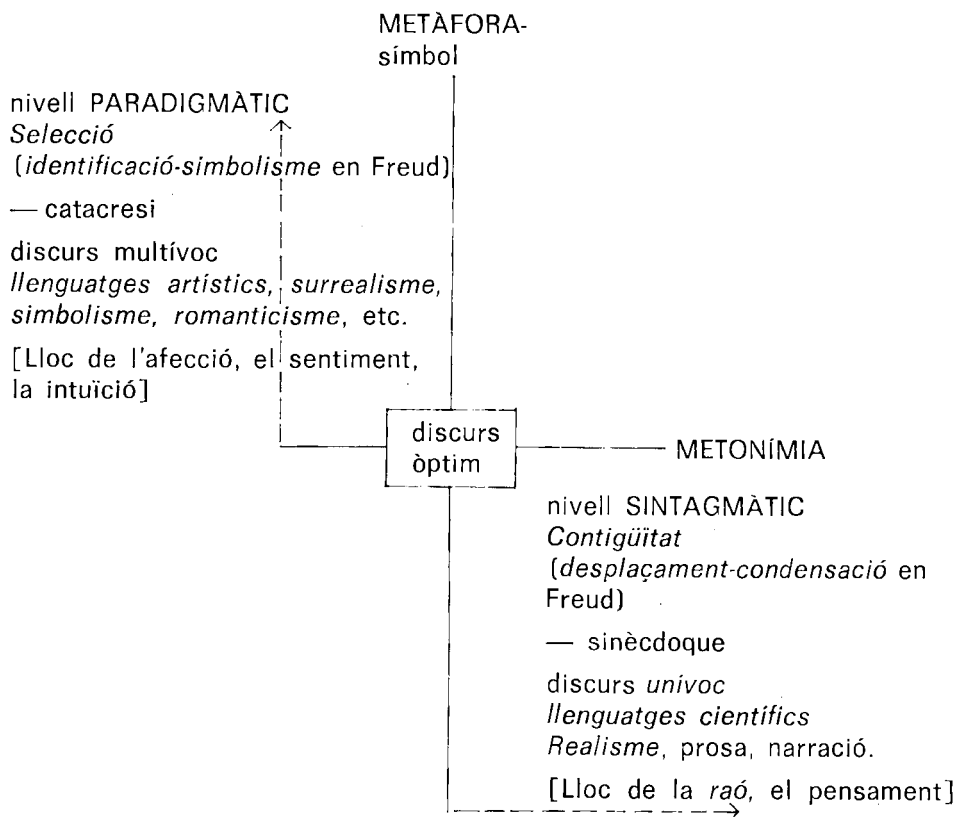 METÀFORA-
símbol
nivell PARADIGMÀTIC
Selecció
(identificació-simbolisme en Freud)
— catacresi
discurs multívoc
llenguatges artístics, surrealisme,
simbolisme, romanticisme, etc.
[Lloc de l'afecció, el sentiment,
la intuïció]
discurs
òptim
METONÍMIA
nivell SINTAGMÀTIC
Contigüitat
(desplaçament-condensació en
Freud)
— sinècdoque
discurs unívoc
llenguatges científics
Realisme, prosa, narració.
[Lloc de la raó, el pensament]